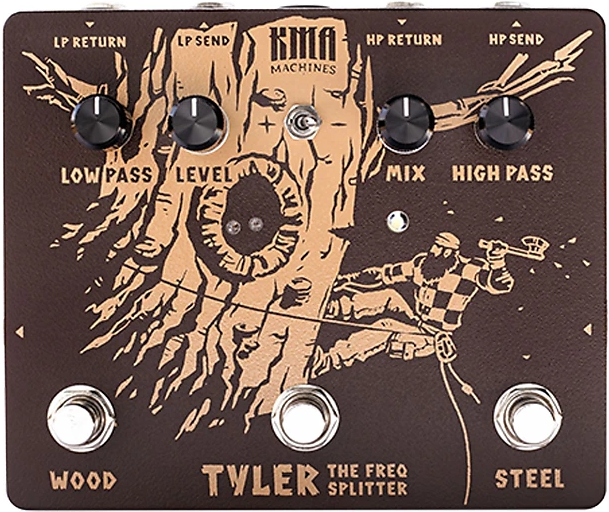 LP RETURN
LP SEND
KMA
MACHINES
HP RETURN
HP SEND
LOW PASS
LEVEL
MIX
HIGH PASS
WOOD
TYLER
THE FREQ
SPLITTER
STEEL